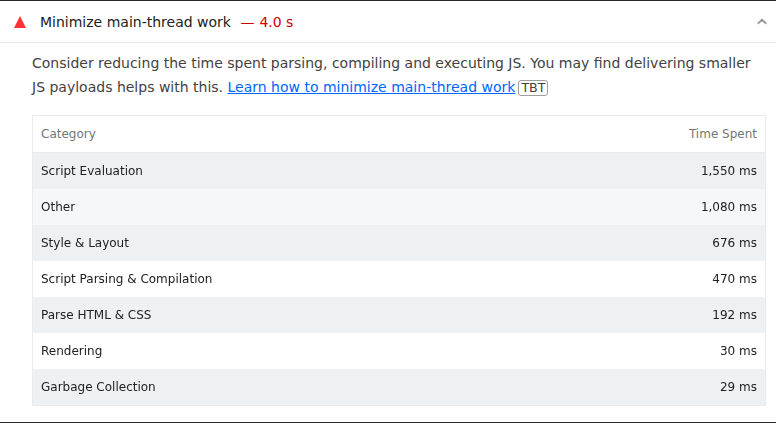 Minimize main-thread work — 4.0 s
Consider reducing the time spent parsing, compiling and executing JS. You may find delivering smaller
JS payloads helps with this. Learn how to minimize main-thread work TBT
Category Time Spent
Script Evaluation 1,550 ms
Other 1,080 ms
Style & Layout 676 ms
Script Parsing & Compilation 470 ms
Parse HTML & CSS 192 ms
Rendering 30 ms
Garbage Collection 29 ms